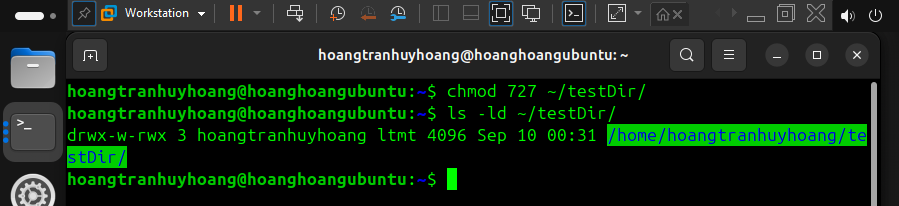 Workstation
hoangtranhuyhoang@hoanghoangubuntu: ~
hoangtranhuyhoang@hoanghoangubuntu:~$ chmod 727 ~/testDir/
hoangtranhuyhoang@hoanghoangubuntu:~$ ls -ld ~/testDir/
drwx-w-rwx 3 hoangtranhuyhoang ltmt 4096 Sep 10 00:31 /home/hoangtranhuyhoang/te
stDir/
hoangtranhuyhoang@hoanghoangubuntu:~$